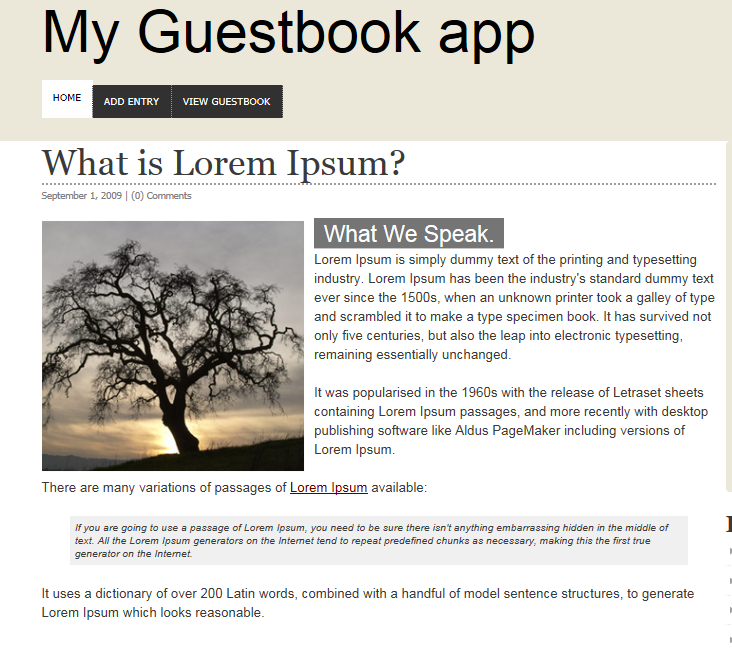 My Guestbook app
HOME
ADD ENTRY
VIEW GUESTBOOK
What is Lorem Ipsum?
September 1, 2009 | (0) Comments
What We Speak.
Lorem Ipsum is simply dummy text of the printing and typesetting
industry. Lorem Ipsum has been the industry's standard dummy text
ever since the 1500s, when an unknown printer took a galley of type
and scrambled it to make a type specimen book. It has survived not
only five centuries, but also the leap into electronic typesetting,
remaining essentially unchanged.
It was popularised in the 1960s with the release of Letraset sheets
containing Lorem Ipsum passages, and more recently with desktop
publishing software like Aldus PageMaker including versions of
Lorem Ipsum.
There are many variations of passages of Lorem Ipsum available:
If you are going to use a passage of Lorem Ipsum, you need to be sure there isn't anything embarrassing hidden in the middle of
text. All the Lorem Ipsum generators on the Internet tend to repeat predefined chunks as necessary, making this the first true
generator on the Internet.
It uses a dictionary of over 200 Latin words, combined with a handful of model sentence structures, to generate
Lorem Ipsum which looks reasonable.